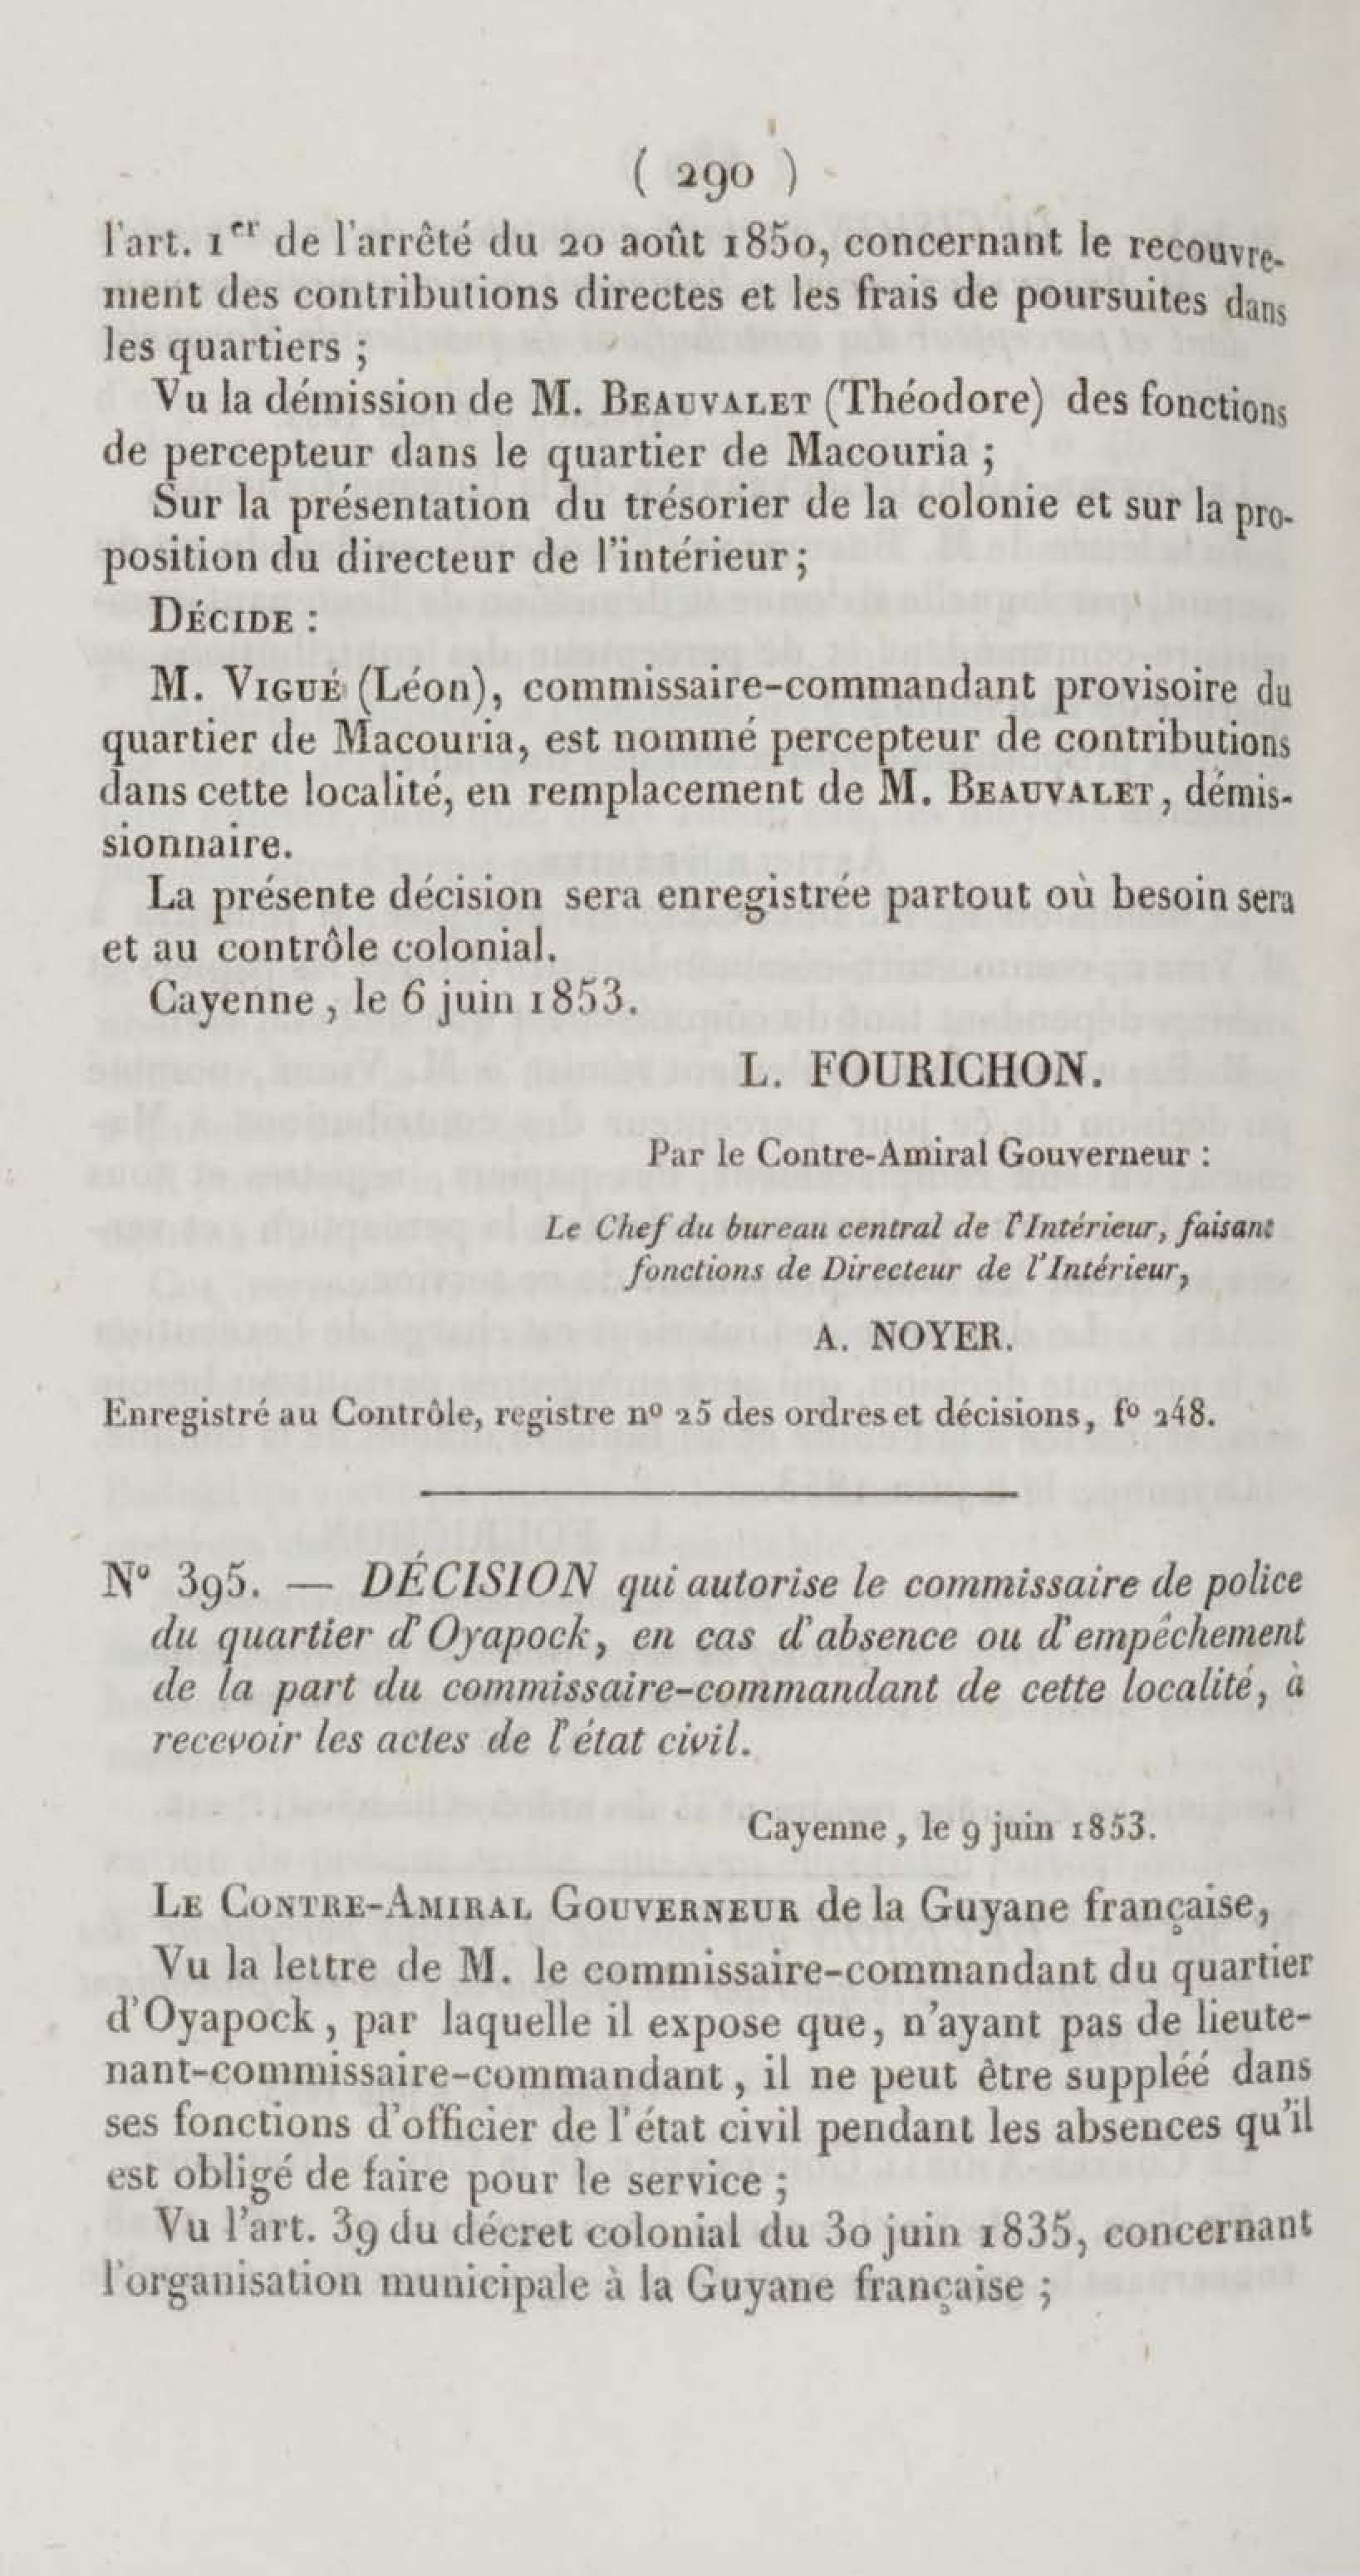 ( 290 )
l'art. 1er de l'arrêté du 20 août 1850, concernant le recouvre-
ment des contributions directes et les frais de poursuites dans
les quartiers ;
Vu la démission de M. BEAUVALET (Théodore) des fonctions
de percepteur dans le quartier de Macouria ;
Sur la présentation du trésorier de la colonie et sur la pro-
position du directeur de l'intérieur ;
DÉCIDE :
M. VIGUÉ (Léon), commissaire-commandant provisoire du
quartier de Macouria, est nommé percepteur de contributions
dans cette localité, en remplacement de M. BEAUVALET, démis-
sionnaire.
La présente décision sera enregistrée partout où besoin sera
et au contrôle colonial.
Cayenne, le 6 juin 1853.
L. FOURICHON.
Par le Contre-Amiral Gouverneur :
Le Chef du bureau central de l'Intérieur, faisant
fonctions de Directeur de l'Intérieur,
A. NOYER.
Enregistré au Contrôle, registre nº 25 des ordres et décisions, fº 248.
Nº 395. — DÉCISION qui autorise le commissaire de police
du quartier d'Oyapock, en cas d'absence ou d'empêchement
de la part du commissaire-commandant de cette localité, à
recevoir les actes de l'état civil.
Cayenne, le 9 juin 1853.
LE CONTRE-AMIRAL GOUVERNEUR de la Guyane française,
Vu la lettre de M. le commissaire-commandant du quartier
d'Oyapock, par laquelle il expose que, n'ayant pas de lieute-
nant-commissaire-commandant, il ne peut être suppléé dans
ses fonctions d'officier de l'état civil pendant les absences qu'il
est obligé de faire pour le service ;
Vu l'art. 39 du décret colonial du 30 juin 1835, concernant
l'organisation municipale à la Guyane française ;